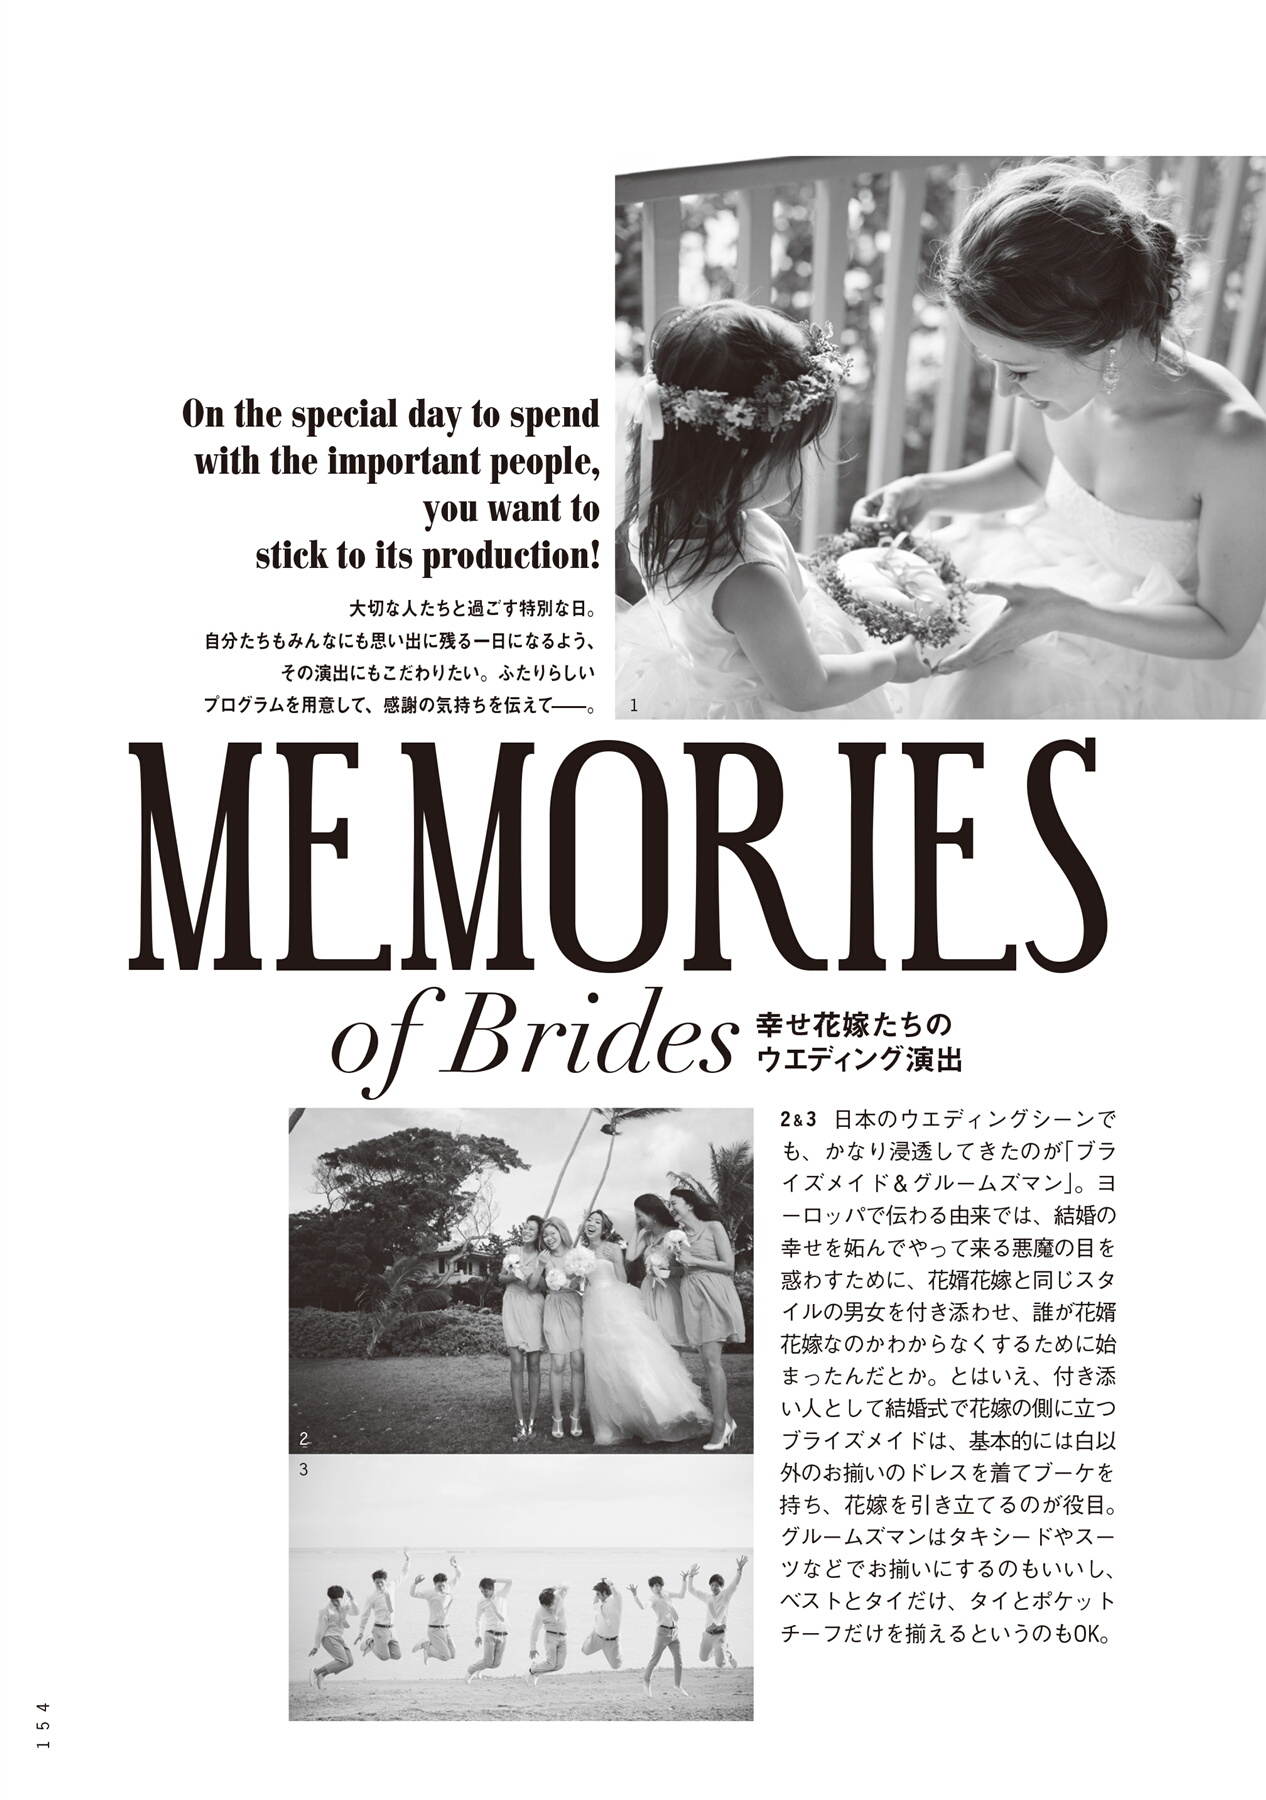 On the special day to spend
with the important people,
you want to
stick to its production!
大切な人たちと過ごす特別な日。
自分たちもみんなにも思い出に残る一日になるよう、
その演出にもこだわりたい。ふたりらしい
プログラムを用意して、感謝の気持ちを伝えて――。
1
MEMORIES
of Brides
幸せ花嫁たちの
ウエディング演出
2
3
2&3 日本のウエディングシーンで
も、かなり浸透してきたのが「ブラ
イズメイド&グルームズマン」。ヨ
ーロッパで伝わる由来では、結婚の
幸せを妬んでやって来る悪魔の目を
惑わすために、花婿花嫁と同じスタ
イルの男女を付き添わせ、誰が花婿
花嫁なのかわからなくするために始
まったんだとか。とはいえ、付き添
い人として結婚式で花嫁の側に立つ
ブライズメイドは、基本的には白以
外のお揃いのドレスを着てブーケを
持ち、花嫁を引き立てるのが役目。
グルームズマンはタキシードやスー
ツなどでお揃いにするのもいいし、
ベストとタイだけ、タイとポケット
チーフだけを揃えるというのもOK。
154